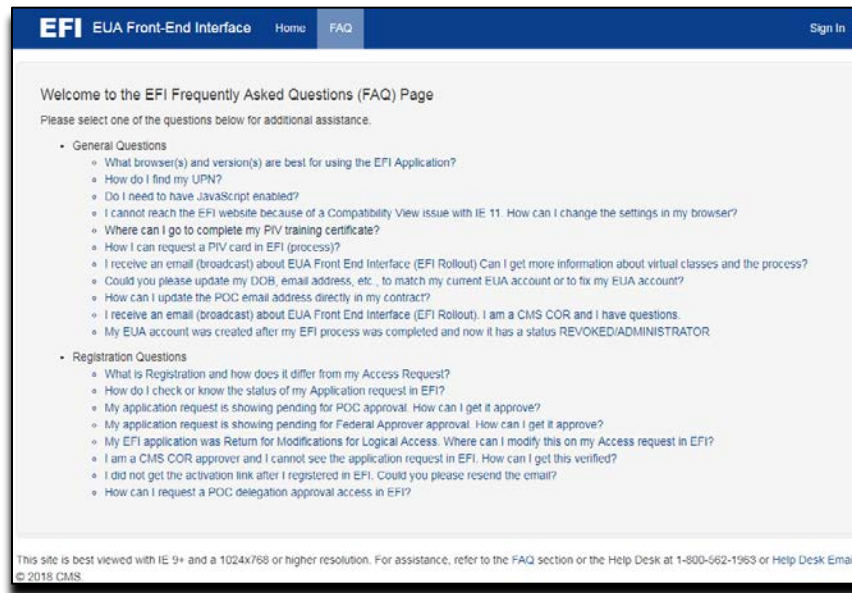 EFI EUA Front-End Interface Home FAQ Sign In
Welcome to the EFI Frequently Asked Questions (FAQ) Page
Please select one of the questions below for additional assistance.
• General Questions
What browser(s) and version(s) are best for using the EFI Application?
How do I find my UPN?
Do I need to have JavaScript enabled?
I cannot reach the EFI website because of a Compatibility View issue with IE 11. How can I change the settings in my browser?
Where can I go to complete my PIV training certificate?
How I can request a PIV card in EFI (process)?
I receive an email (broadcast) about EUA Front End Interface (EFI Rollout) Can I get more information about virtual classes and the process?
Could you please update my DOB, email address, etc., to match my current EUA account or to fix my EUA account?
How can I update the POC email address directly in my contract?
I receive an email (broadcast) about EUA Front End Interface (EFI Rollout). I am a CMS COR and I have questions.
My EUA account was created after my EFI process was completed and now it has a status REVOKED/ADMINISTRATOR
• Registration Questions
What is Registration and how does it differ from my Access Request?
How do I check or know the status of my Application request in EFI?
My application request is showing pending for POC approval. How can I get it approve?
My application request is showing pending for Federal Approver approval. How can I get it approve?
My EFI application was Return for Modifications for Logical Access. Where can I modify this on my Access request in EFI?
I am a CMS COR approver and I cannot see the application request in EFI. How can I get this verified?
I did not get the activation link after I registered in EFI. Could you please resend the email?
How can I request a POC delegation approval access in EFI?
This site is best viewed with IE 9+ and a 1024x768 or higher resolution. For assistance, refer to the FAQ section or the Help Desk at 1-800-562-1963 or Help Desk Emai
© 2018 CMS